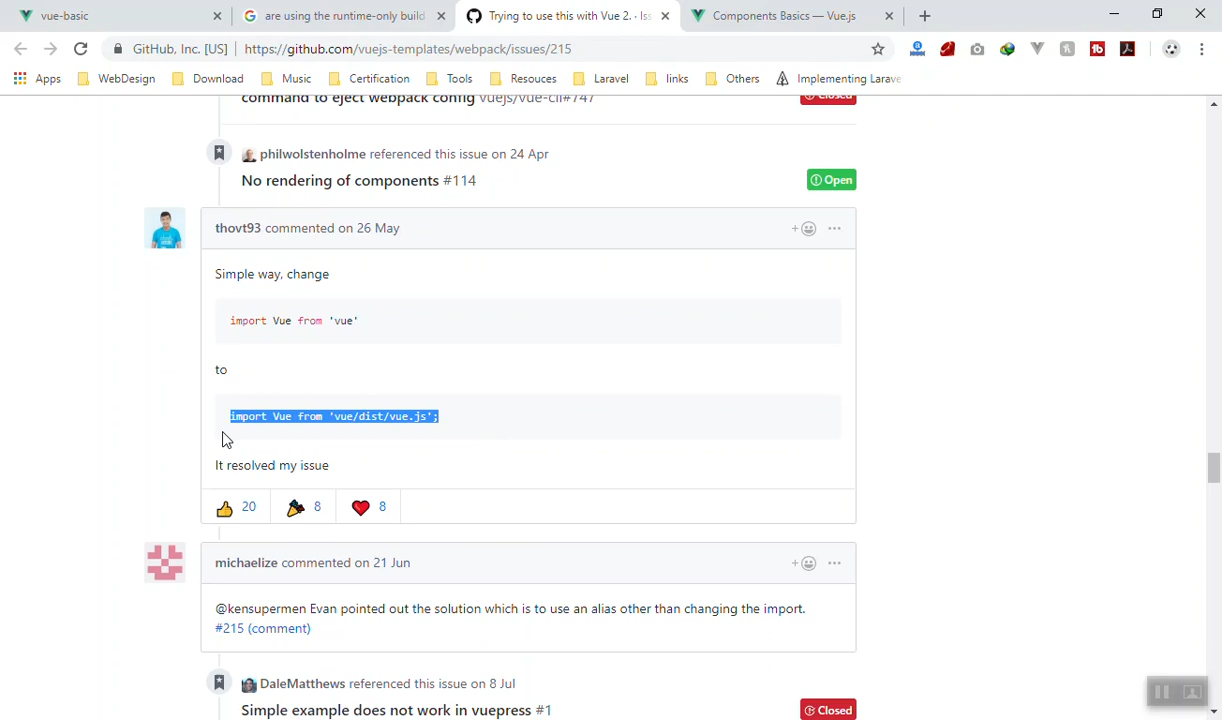 vue-basic
are using the runtime-only build
Trying to use this with Vue 2. · Iss
Components Basics — Vue.js
GitHub, Inc. [US] | https://github.com/vuejs-templates/webpack/issues/215
Apps
WebDesign
Download
Music
Certification
Tools
Resouces
Laravel
links
Others
Implementing Larave
command to eject webpack config vuejs/vue-cli#747
Closed
philwolstenholme referenced this issue on 24 Apr
No rendering of components #114
Open
thovt93 commented on 26 May
Simple way, change
import Vue from 'vue'
to
import Vue from 'vue/dist/vue.js';
It resolved my issue
20
8
8
michaelize commented on 21 Jun
@kensupermen Evan pointed out the solution which is to use an alias other than changing the import.
#215 (comment)
DaleMatthews referenced this issue on 8 Jul
Simple example does not work in vuepress #1
Closed